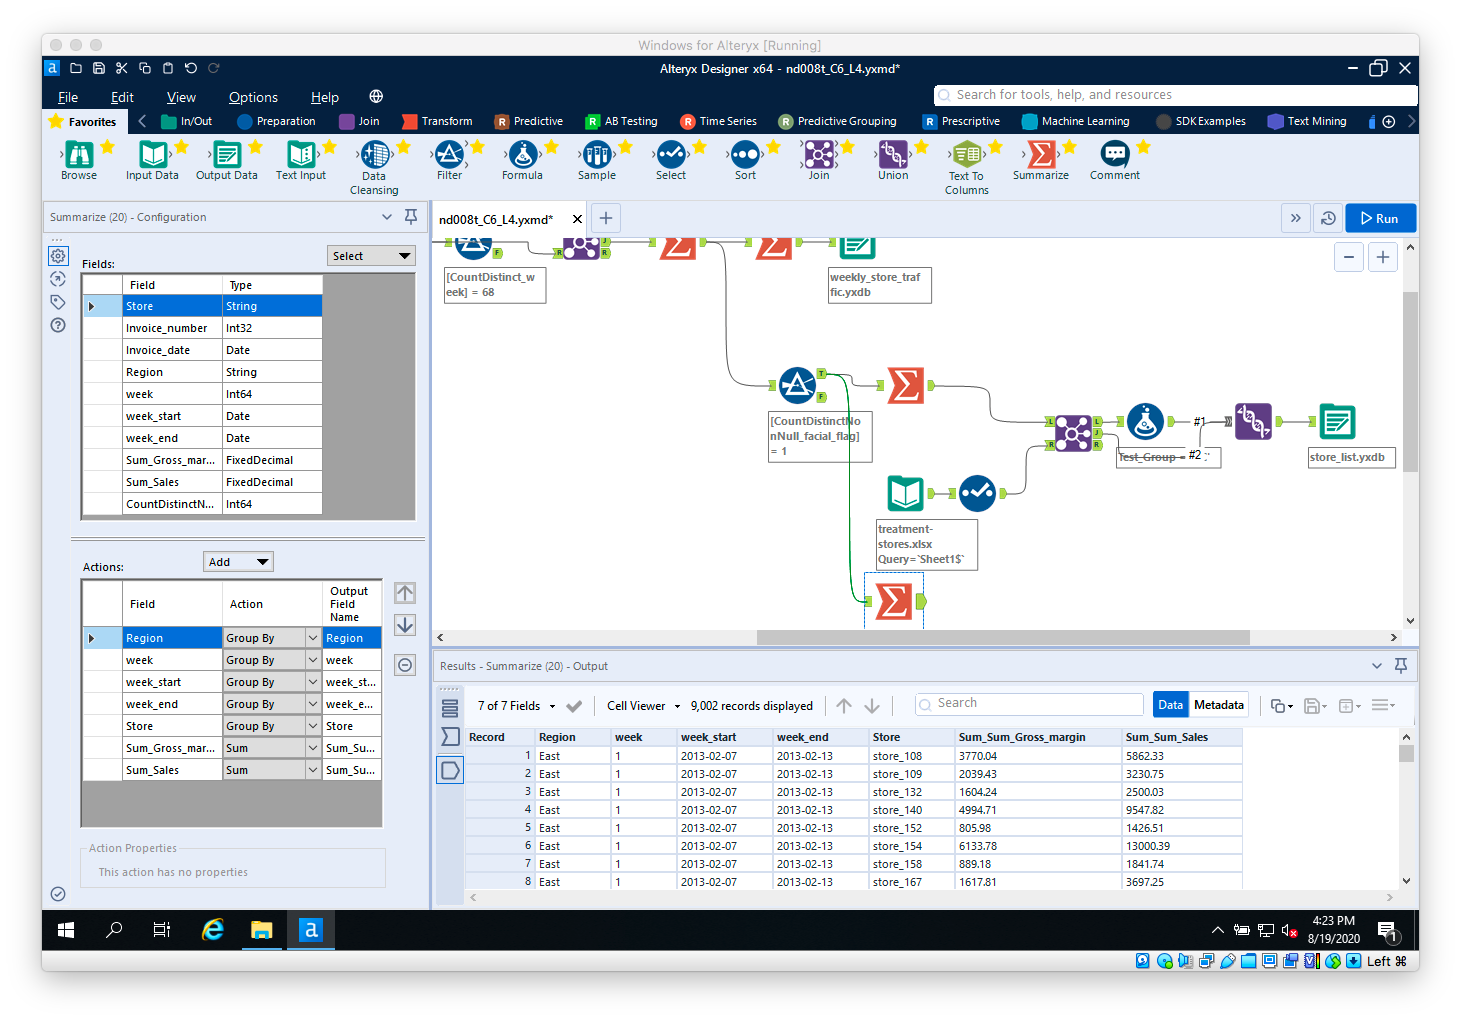 Windows for Alteryx [Running]
a
Alteryx Designer x64 - nd008t_C6_L4.yxmd*
File Edit View Options Help
Search for tools, help, and resources
Favorites In/Out Preparation Join Transform R Predictive R AB Testing R Time Series R Predictive Grouping R Prescriptive Machine Learning SDK Examples Text Mining
Browse Input Data Output Data Text Input Data Cleansing Filter Formula Sample Select Sort Join Union Text To Columns Summarize Comment
Summarize (20) - Configuration
nd008t_C6_L4.yxmd*
Run
Fields:
Select
Field Type
Store String
Invoice_number Int32
Invoice_date Date
Region String
week Int64
week_start Date
week_end Date
Sum_Gross_mar... FixedDecimal
Sum_Sales FixedDecimal
CountDistinctN... Int64
Actions:
Add
Field Action Output Field Name
Region Group By Region
week Group By week
week_start Group By week_st...
week_end Group By week_e...
Store Group By Store
Sum_Gross_mar... Sum Sum_Su...
Sum_Sales Sum Sum_Su...
Action Properties
This action has no properties
F
R
J
R
[CountDistinct_w
eek] = 68
weekly_store_tra
ffic.yxdb
T
F
[CountDistinctNo
nNull_facial_flag]
= 1
L
R
L
J
R
#1
#2
Test_Group =
store_list.yxdb
treatment-
stores.xlsx
Query=`Sheet1$`
Results - Summarize (20) - Output
7 of 7 Fields Cell Viewer 9,002 records displayed Search Data Metadata
Record Region week week_start week_end Store Sum_Sum_Gross_margin Sum_Sum_Sales
1 East 1 2013-02-07 2013-02-13 store_108 3770.04 5862.33
2 East 1 2013-02-07 2013-02-13 store_109 2039.43 3230.75
3 East 1 2013-02-07 2013-02-13 store_132 1604.24 2500.03
4 East 1 2013-02-07 2013-02-13 store_140 4994.71 9547.82
5 East 1 2013-02-07 2013-02-13 store_152 805.98 1426.51
6 East 1 2013-02-07 2013-02-13 store_154 6133.78 13000.39
7 East 1 2013-02-07 2013-02-13 store_158 889.18 1841.74
8 East 1 2013-02-07 2013-02-13 store_167 1617.81 3697.25
a
4:23 PM
8/19/2020
1
Left ⌘